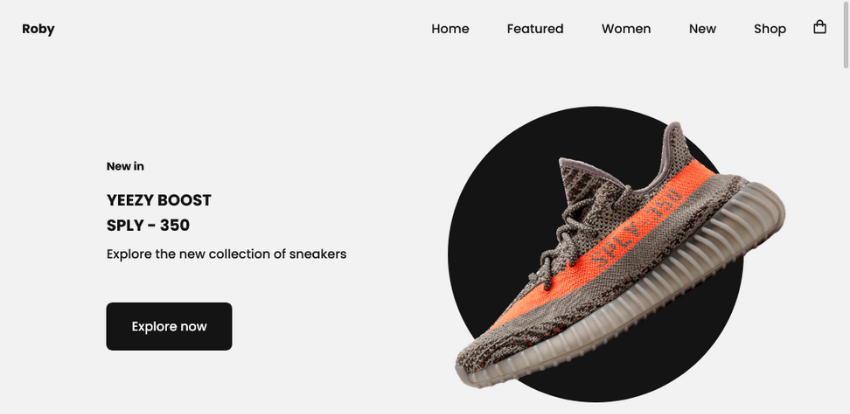 Roby
Home Featured Women New Shop
New in
YEEZY BOOST
SPLY - 350
Explore the new collection of sneakers
Explore now
SPLY 350